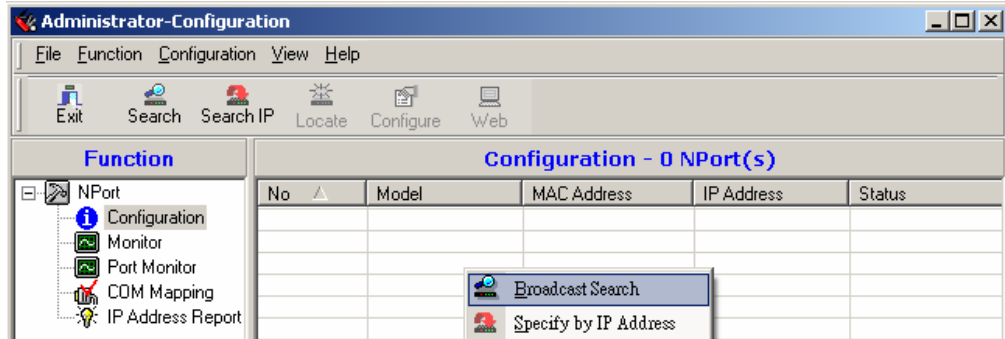 Administrator-Configuration
File Function Configuration View Help
Exit Search Search IP Locate Configure Web
Function
Configuration - 0 NPort(s)
NPort
Configuration
Monitor
Port Monitor
COM Mapping
IP Address Report
No Model MAC Address IP Address Status
Broadcast Search
Specify by IP Address